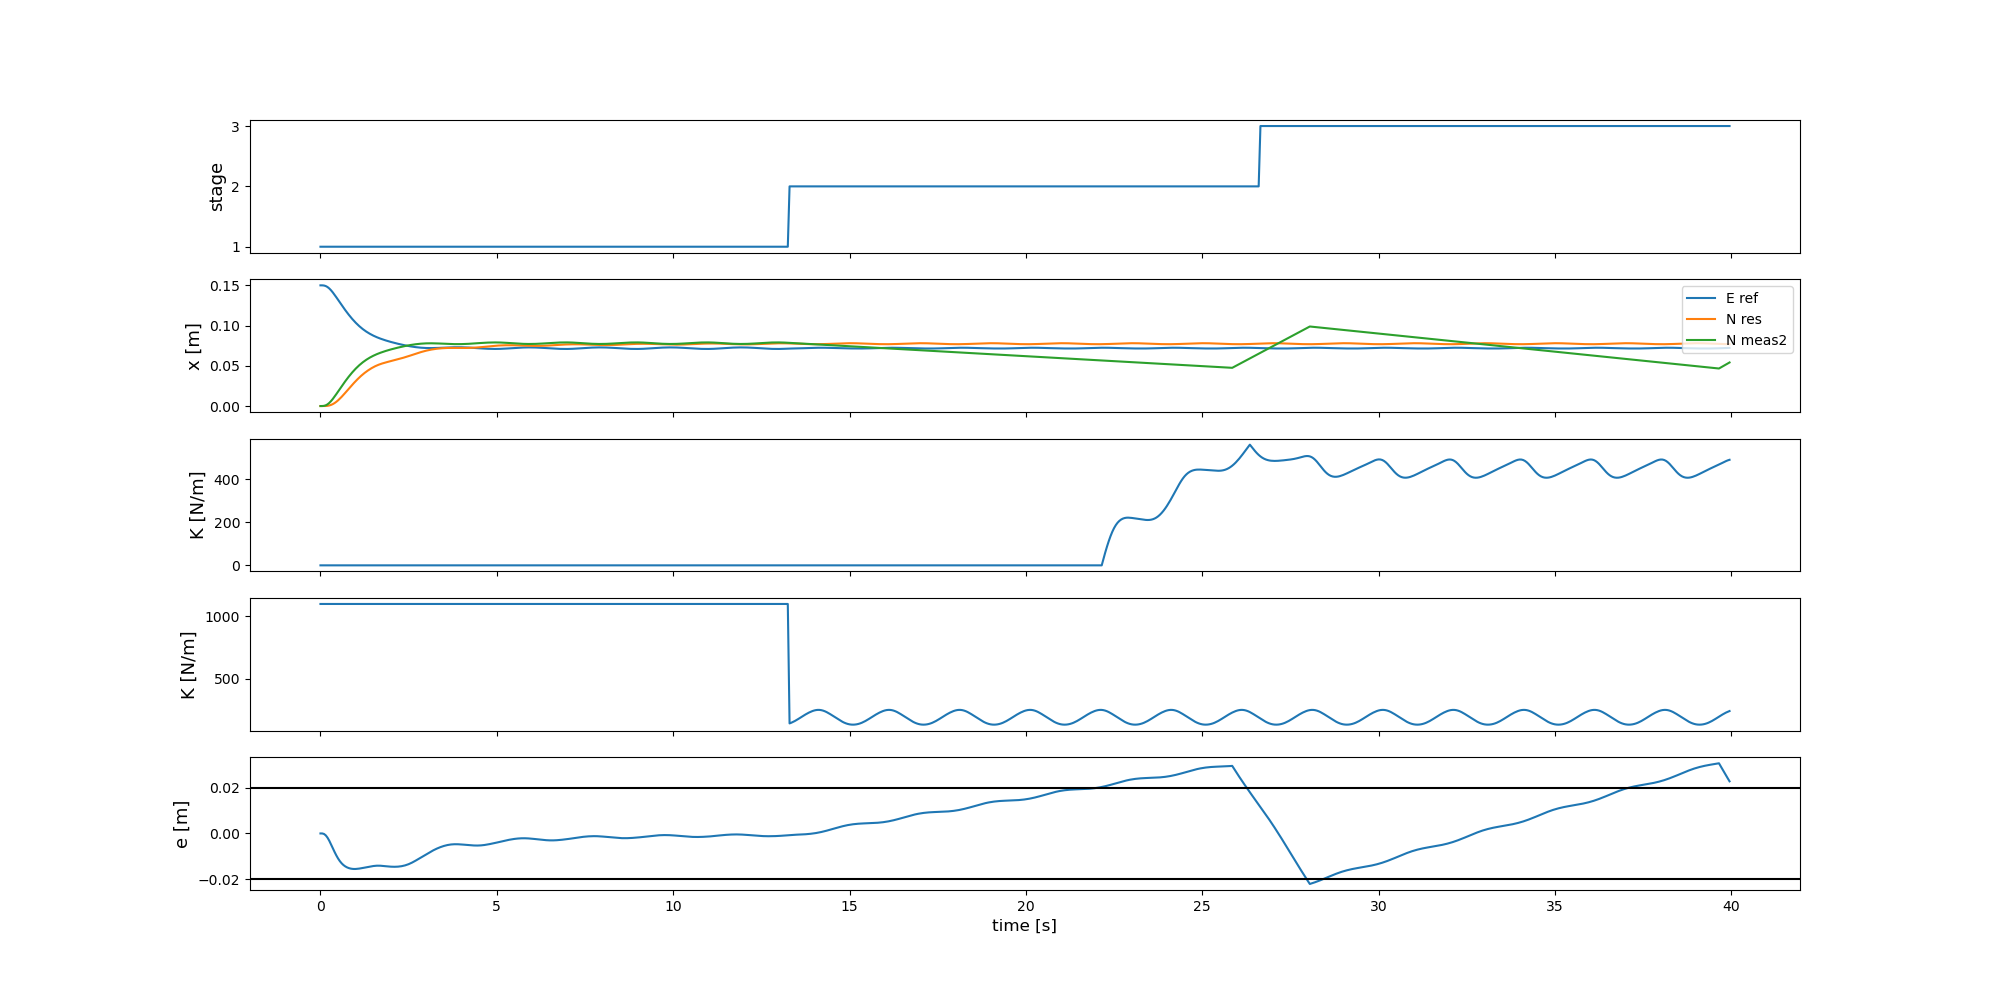 3
2
1
stage
0.15
0.10
0.05
0.00
x [m]
E ref
N res
N meas2
400
200
0
K [N/m]
1000
500
K [N/m]
0.02
0.00
−0.02
e [m]
0 5 10 15 20 25 30 35 40
time [s]